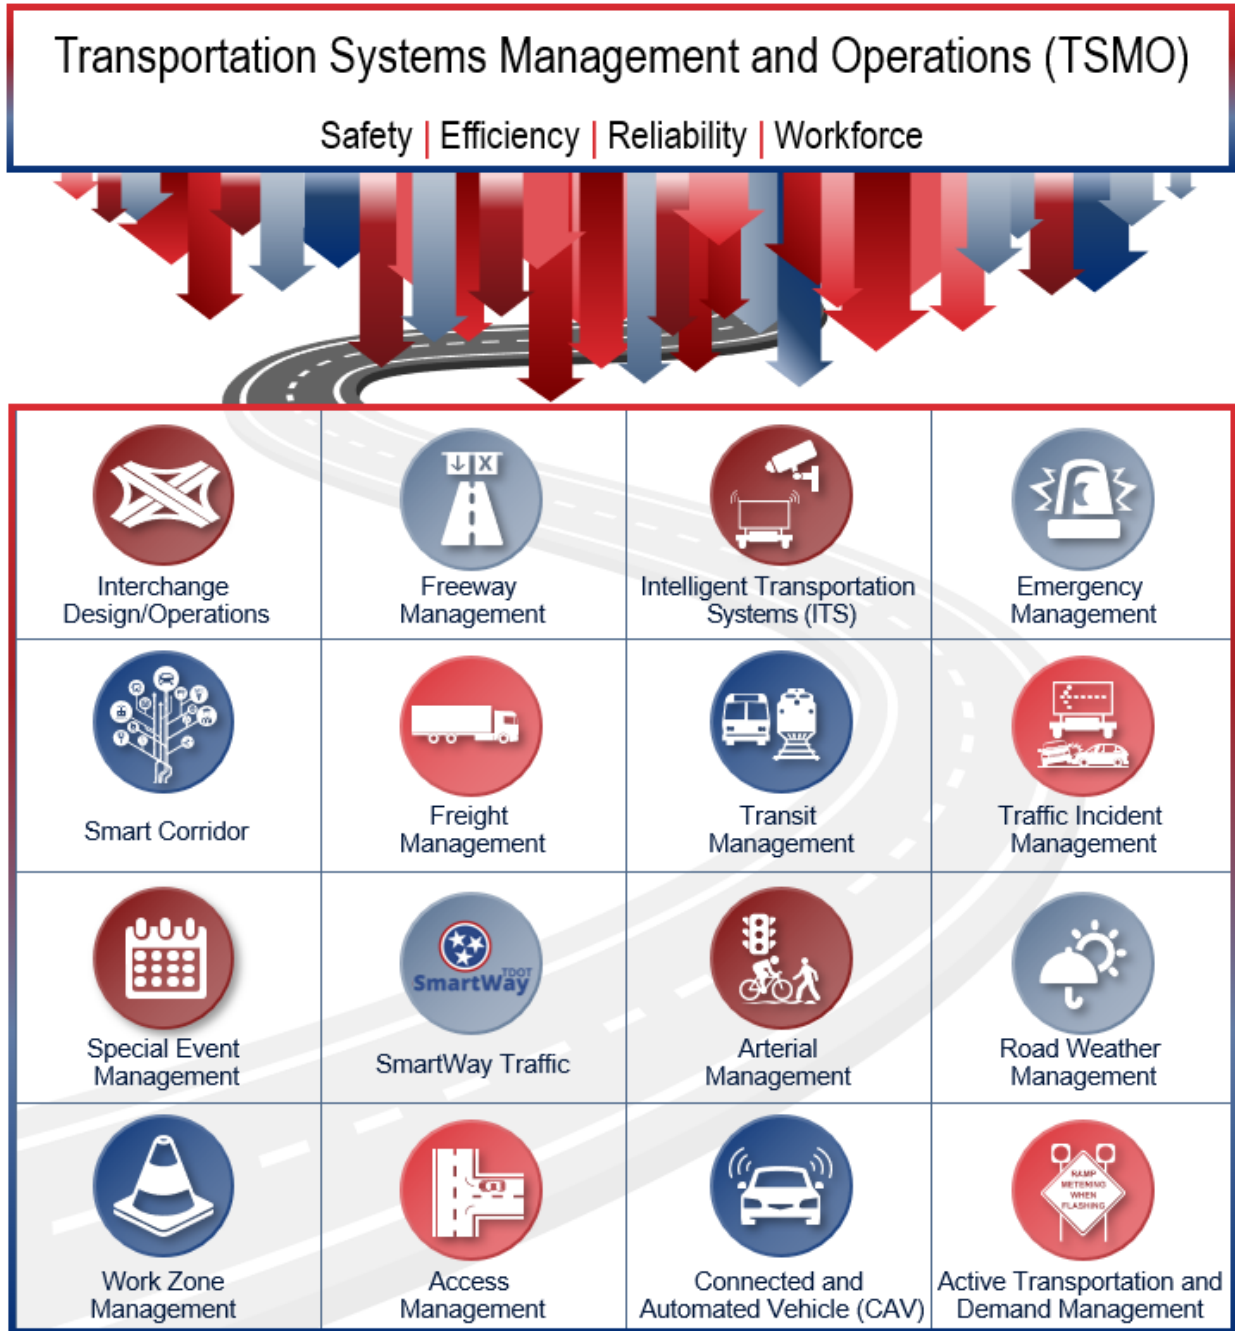 Transportation Systems Management and Operations (TSMO)
Safety | Efficiency | Reliability | Workforce
X
Interchange
Design/Operations
Freeway
Management
Intelligent Transportation
Systems (ITS)
Emergency
Management
Smart Corridor
Freight
Management
Transit
Management
Traffic Incident
Management
Special Event
Management
TDOT
SmartWay
SmartWay Traffic
Arterial
Management
Road Weather
Management
Work Zone
Management
Access
Management
Connected and
Automated Vehicle (CAV)
RAMP
METENING
WHEN
FLASHING
Active Transportation and
Demand Management